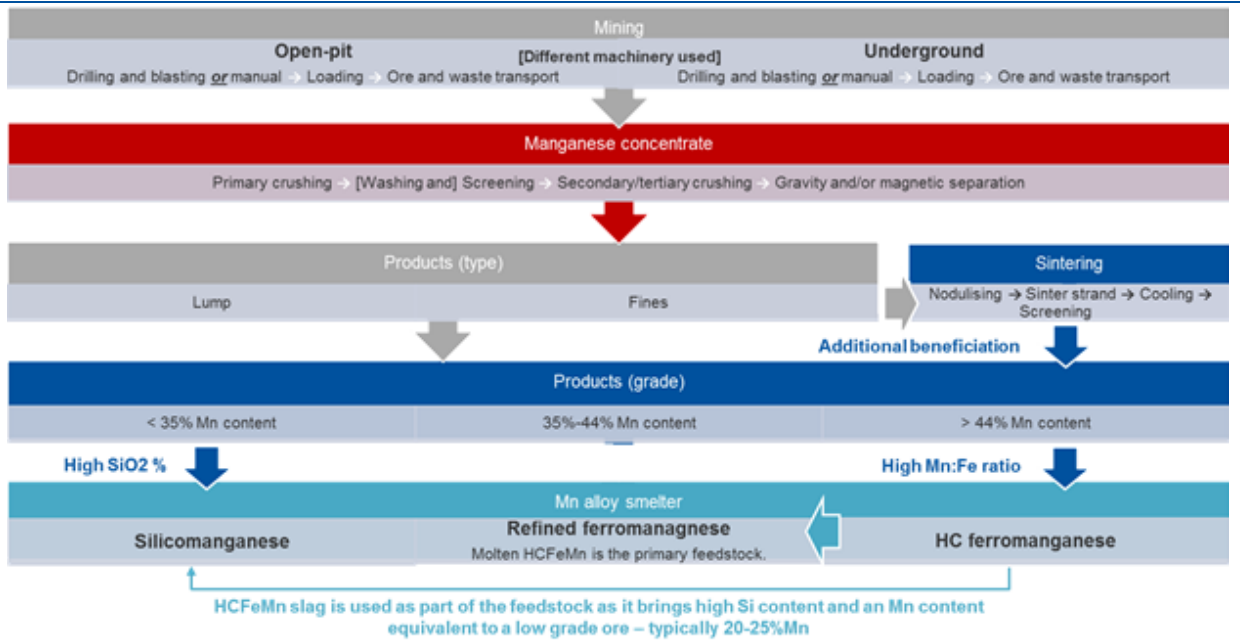 Mining
Open-pit
[Different machinery used]
Underground
Drilling and blasting or manual → Loading → Ore and waste transport
Drilling and blasting or manual → Loading → Ore and waste transport
Manganese concentrate
Primary crushing → [Washing and] Screening → Secondary/tertiary crushing → Gravity and/or magnetic separation
Products (type)
Sintering
Lump
Fines
Nodulising → Sinter strand → Cooling →
Screening
Additional beneficiation
Products (grade)
< 35% Mn content
35%-44% Mn content
> 44% Mn content
High SiO2 %
High Mn:Fe ratio
Mn alloy smelter
Silicomanganese
Refined ferromanagnese
Molten HCFeMn is the primary feedstock.
HC ferromanganese
HCFeMn slag is used as part of the feedstock as it brings high Si content and an Mn content
equivalent to a low grade ore – typically 20-25%Mn